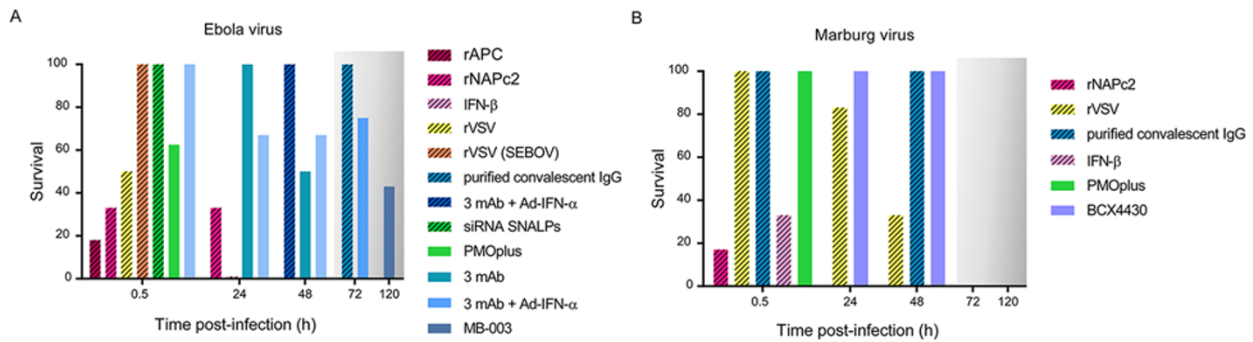 A
Ebola virus
Survival
100
80
60
40
20
0
0.5
24
48
72
120
Time post-infection (h)
rAPC
rNAPc2
IFN-β
rVSV
rVSV (SEBOV)
purified convalescent IgG
3 mAb + Ad-IFN-α
siRNA SNALPs
PMOplus
3 mAb
3 mAb + Ad-IFN-α
MB-003
B
Marburg virus
Survival
100
80
60
40
20
0
0.5
24
48
72
120
Time post-infection (h)
rNAPc2
rVSV
purified convalescent IgG
IFN-β
PMOplus
BCX4430